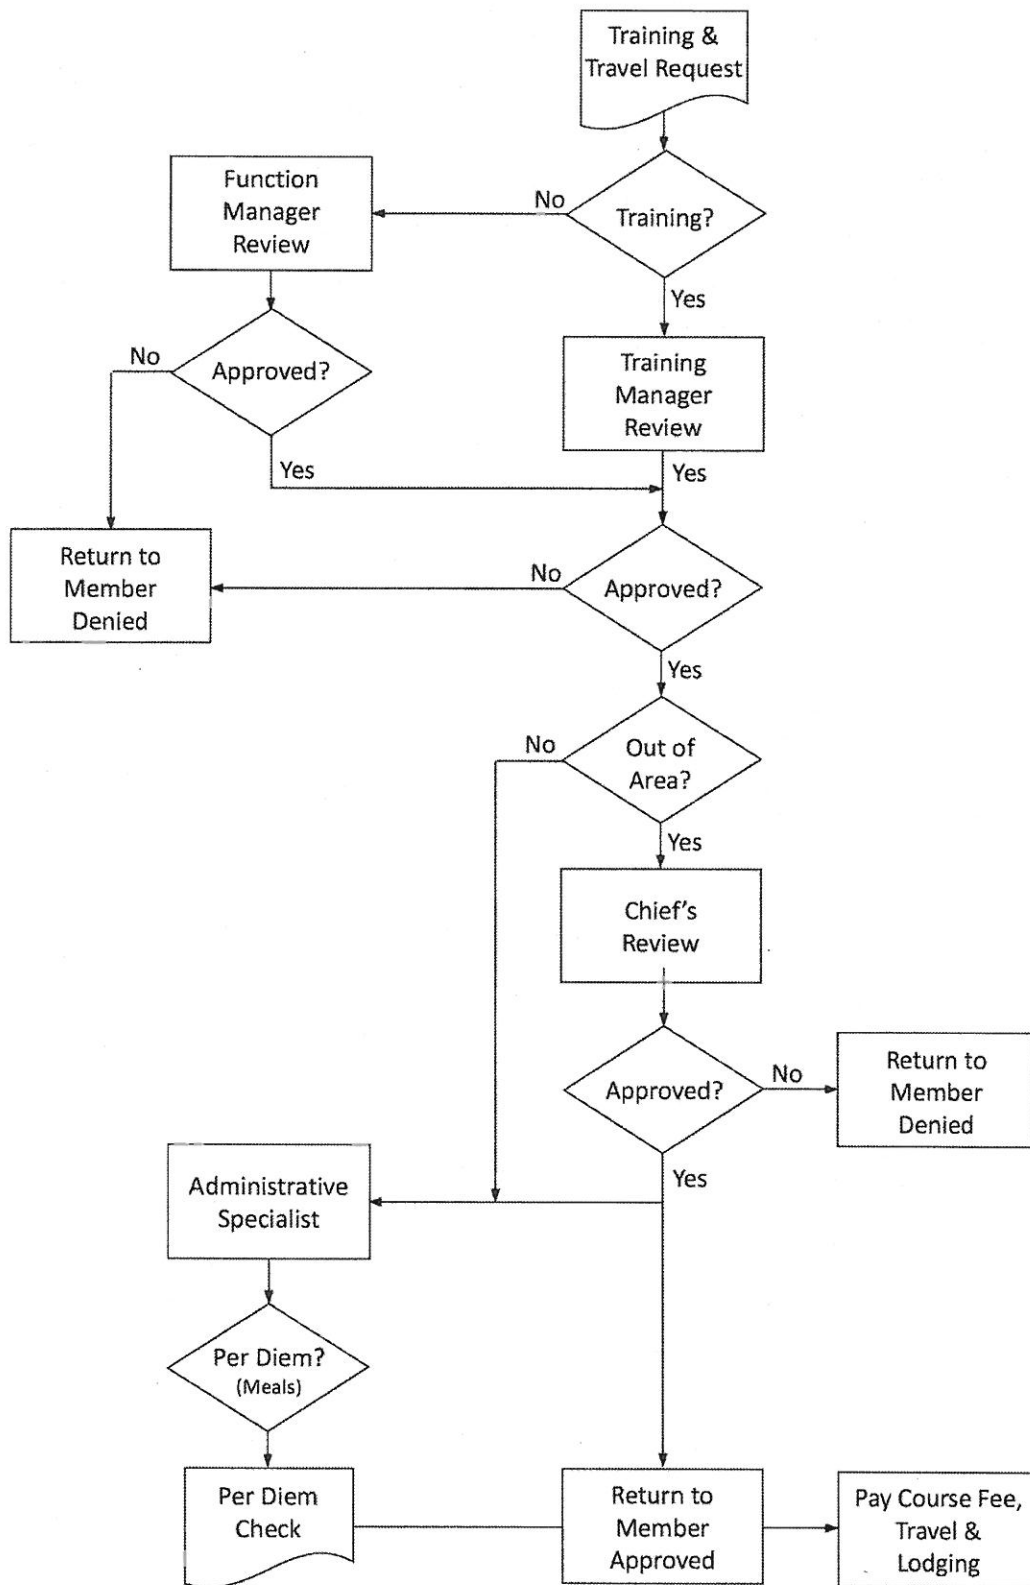 Training &
Travel Request
Training?
No
Yes
Function
Manager
Review
Approved?
No
Yes
Training
Manager
Review
Yes
Return to
Member
Denied
Approved?
No
Yes
Out of
Area?
No
Yes
Chief's
Review
Approved?
No
Yes
Return to
Member
Denied
Administrative
Specialist
Per Diem?
(Meals)
Per Diem
Check
Return to
Member
Approved
Pay Course Fee,
Travel &
Lodging